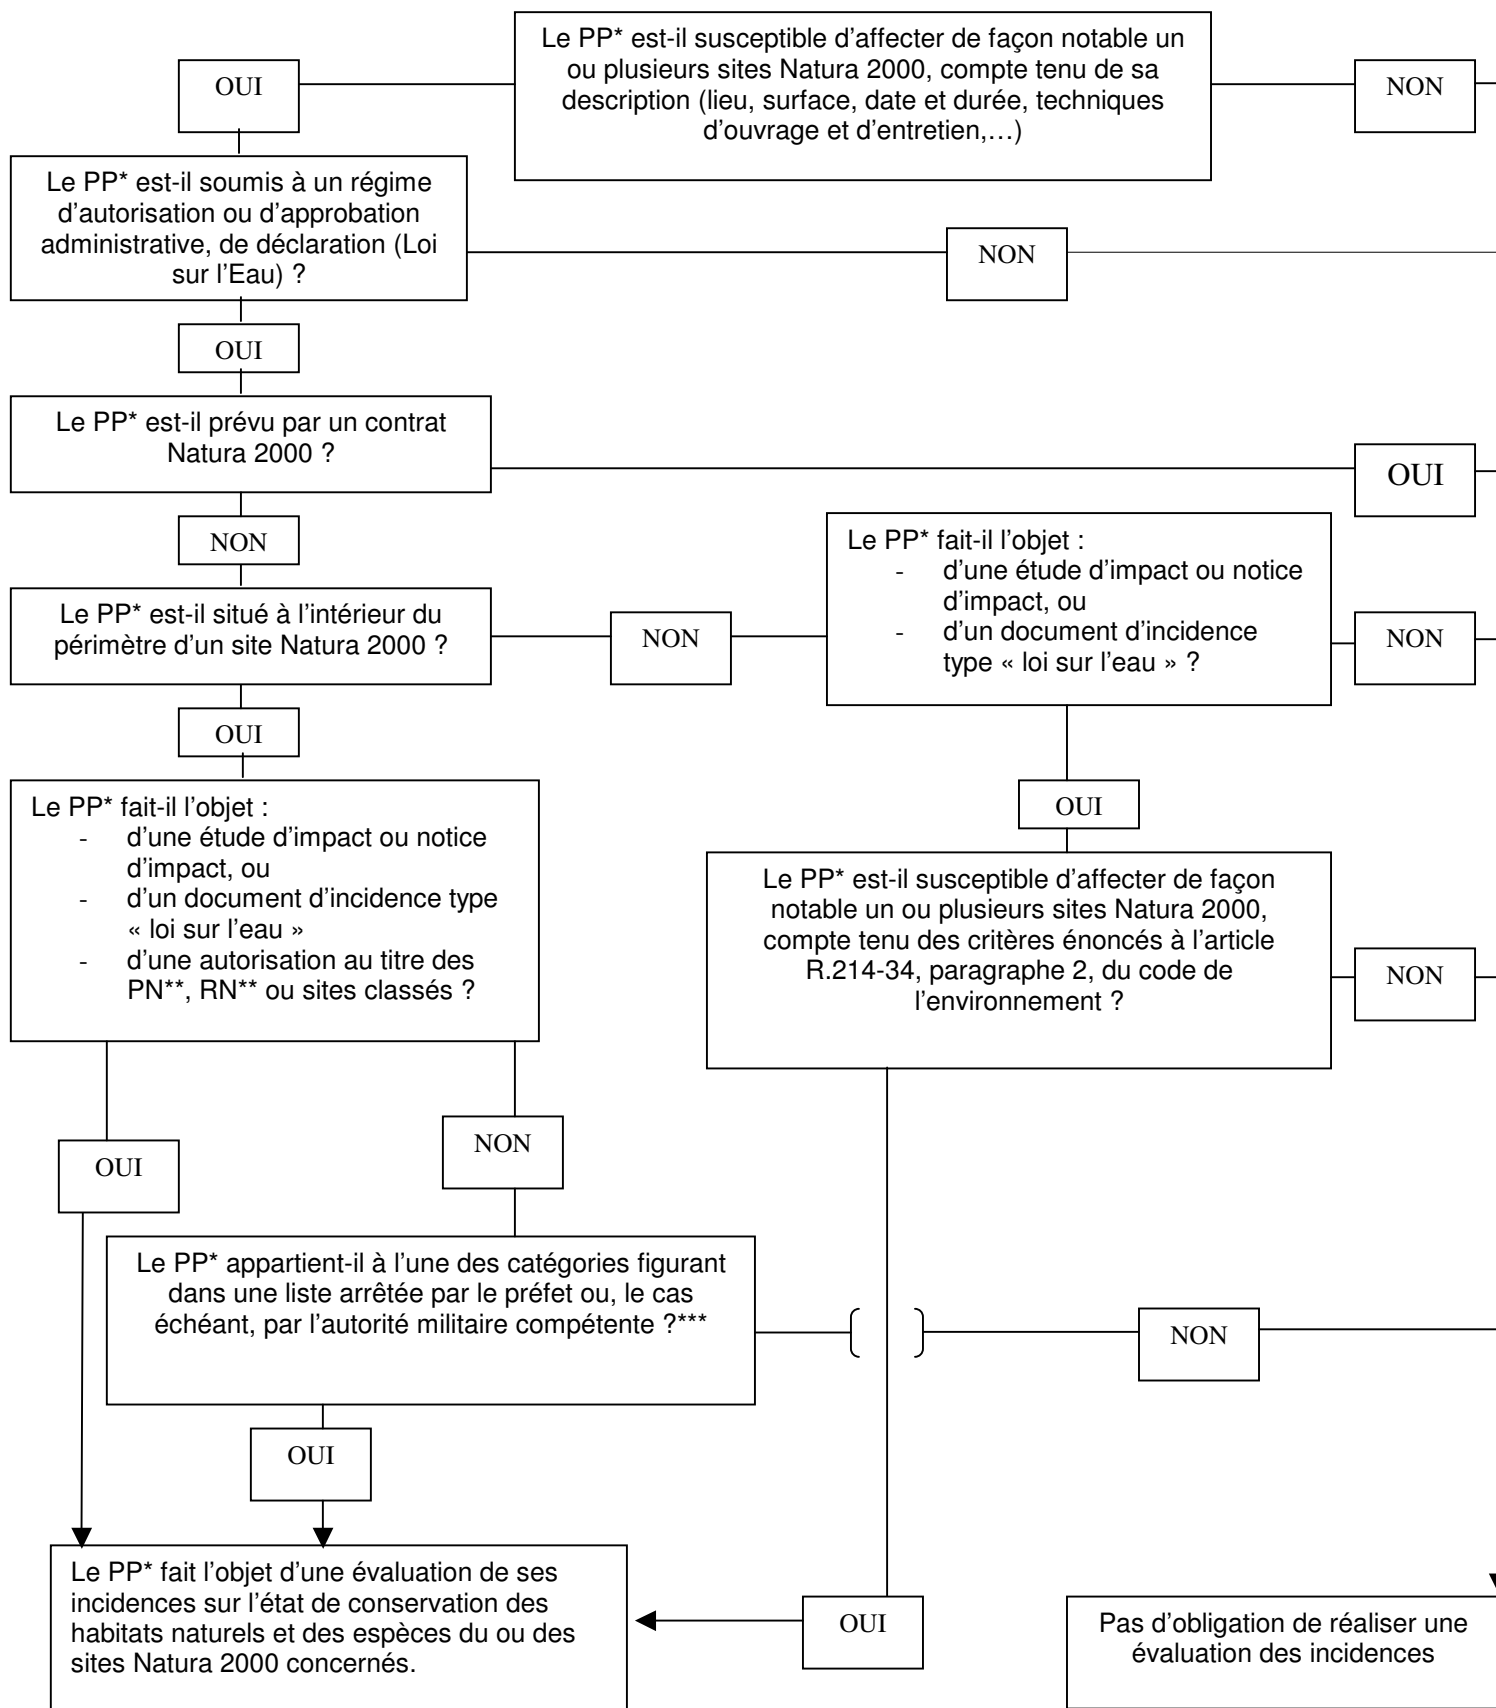 Le PP* est-il susceptible d'affecter de façon notable un
ou plusieurs sites Natura 2000, compte tenu de sa
description (lieu, surface, date et durée, techniques
d'ouvrage et d'entretien,…)
OUI
NON
Le PP* est-il soumis à un régime
d'autorisation ou d'approbation
administrative, de déclaration (Loi
sur l'Eau) ?
NON
OUI
Le PP* est-il prévu par un contrat
Natura 2000 ?
OUI
NON
Le PP* est-il situé à l'intérieur du
périmètre d'un site Natura 2000 ?
NON
Le PP* fait-il l'objet :
- d'une étude d'impact ou notice
d'impact, ou
- d'un document d'incidence
type « loi sur l'eau » ?
NON
OUI
OUI
Le PP* fait-il l'objet :
- d'une étude d'impact ou notice
d'impact, ou
- d'un document d'incidence type
« loi sur l'eau »
- d'une autorisation au titre des
PN**, RN** ou sites classés ?
Le PP* est-il susceptible d'affecter de façon
notable un ou plusieurs sites Natura 2000,
compte tenu des critères énoncés à l'article
R.214-34, paragraphe 2, du code de
l'environnement ?
NON
OUI
NON
Le PP* appartient-il à l'une des catégories figurant
dans une liste arrêtée par le préfet ou, le cas
échéant, par l'autorité militaire compétente ?***
NON
OUI
Le PP* fait l'objet d'une évaluation de ses
incidences sur l'état de conservation des
habitats naturels et des espèces du ou des
sites Natura 2000 concernés.
OUI
Pas d'obligation de réaliser une
évaluation des incidences